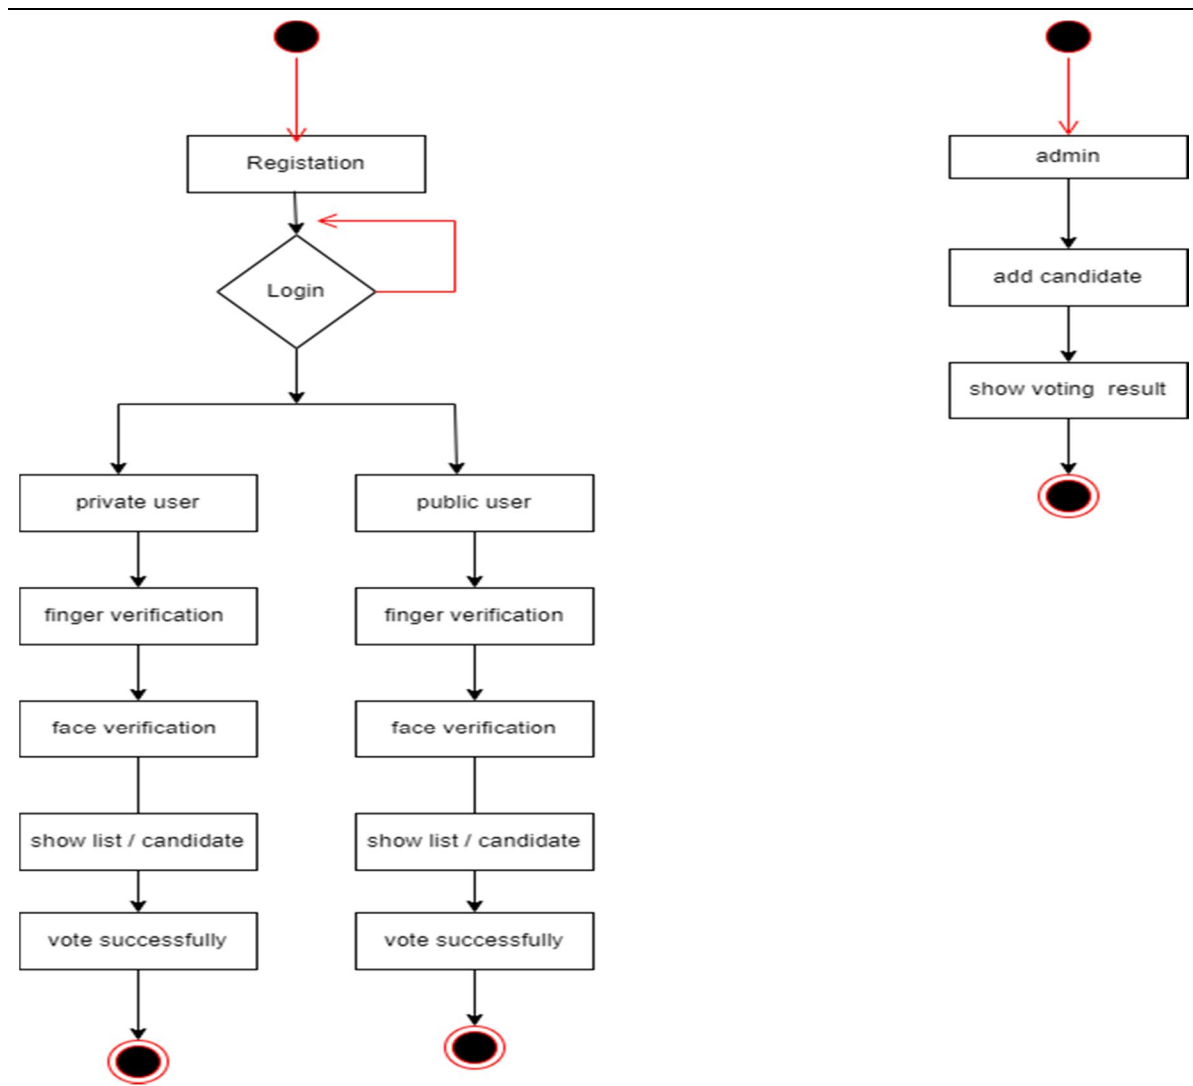 Registation
admin
Login
add candidate
show voting  result
private user
public user
finger verification
finger verification
face verification
face verification
show list / candidate
show list / candidate
vote successfully
vote successfully